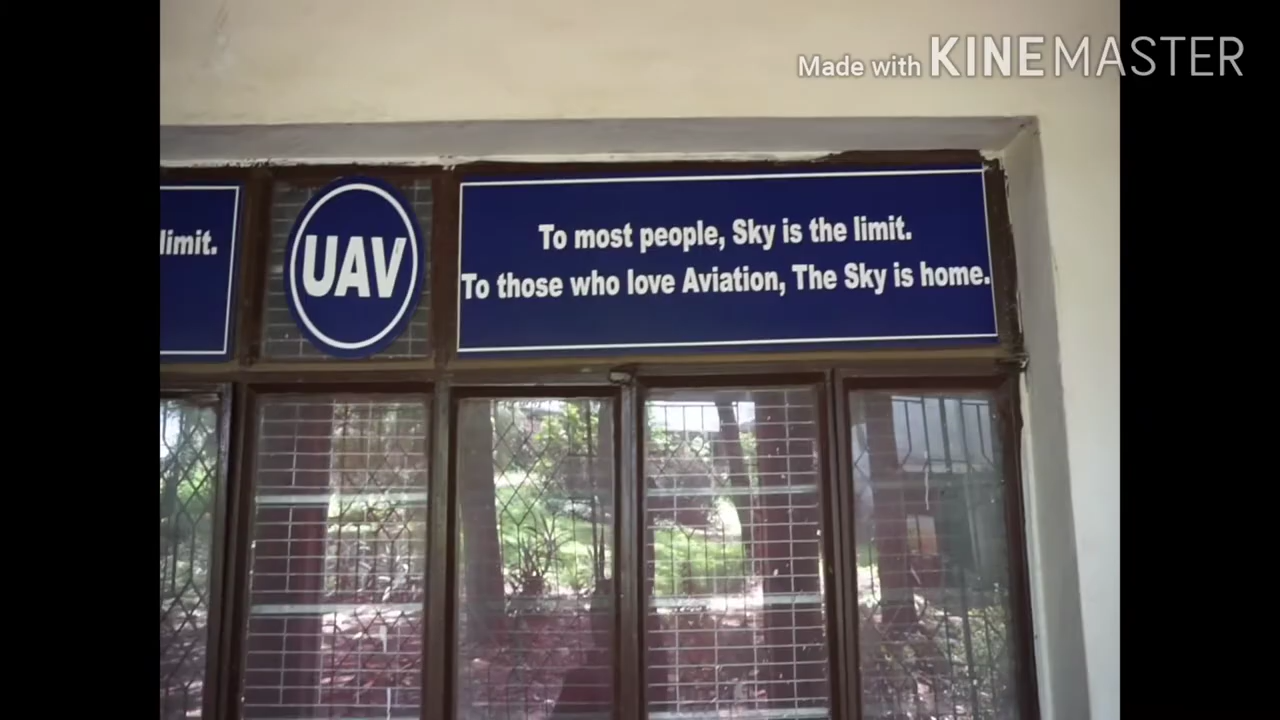 Made with KINEMASTER
limit.
UAV
To most people, Sky is the limit.
To those who love Aviation, The Sky is home.